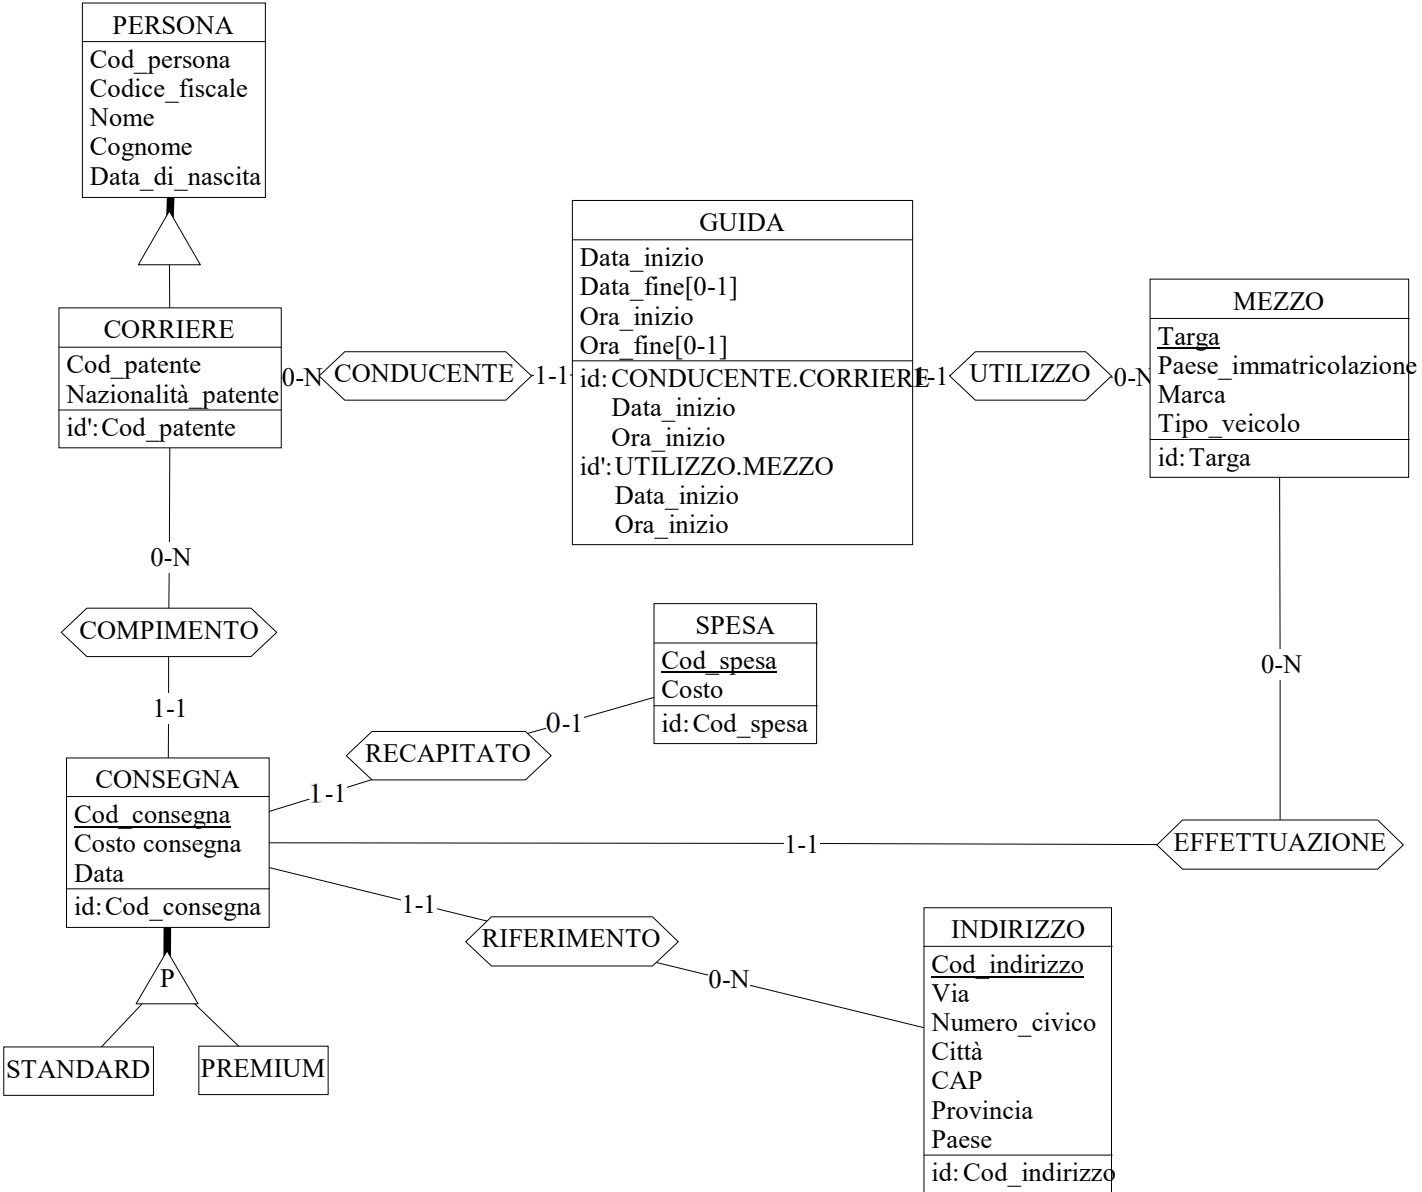 PERSONA
Cod_persona
Codice_fiscale
Nome
Cognome
Data_di_nascita
CORRIERE
Cod_patente
Nazionalità_patente
id':Cod_patente
0-N
CONDUCENTE
1-1
GUIDA
Data_inizio
Data_fine[0-1]
Ora_inizio
Ora_fine[0-1]
id:CONDUCENTE.CORRIERE
Data_inizio
Ora_inizio
id':UTILIZZO.MEZZO
Data_inizio
Ora_inizio
1-1
UTILIZZO
0-N
MEZZO
Targa
Paese_immatricolazione
Marca
Tipo_veicolo
id:Targa
0-N
COMPIMENTO
1-1
SPESA
Cod_spesa
Costo
id:Cod_spesa
0-1
RECAPITATO
1-1
0-N
EFFETTUAZIONE
1-1
CONSEGNA
Cod_consegna
Costo consegna
Data
id:Cod_consegna
P
STANDARD
PREMIUM
1-1
RIFERIMENTO
0-N
INDIRIZZO
Cod_indirizzo
Via
Numero_civico
Città
CAP
Provincia
Paese
id:Cod_indirizzo